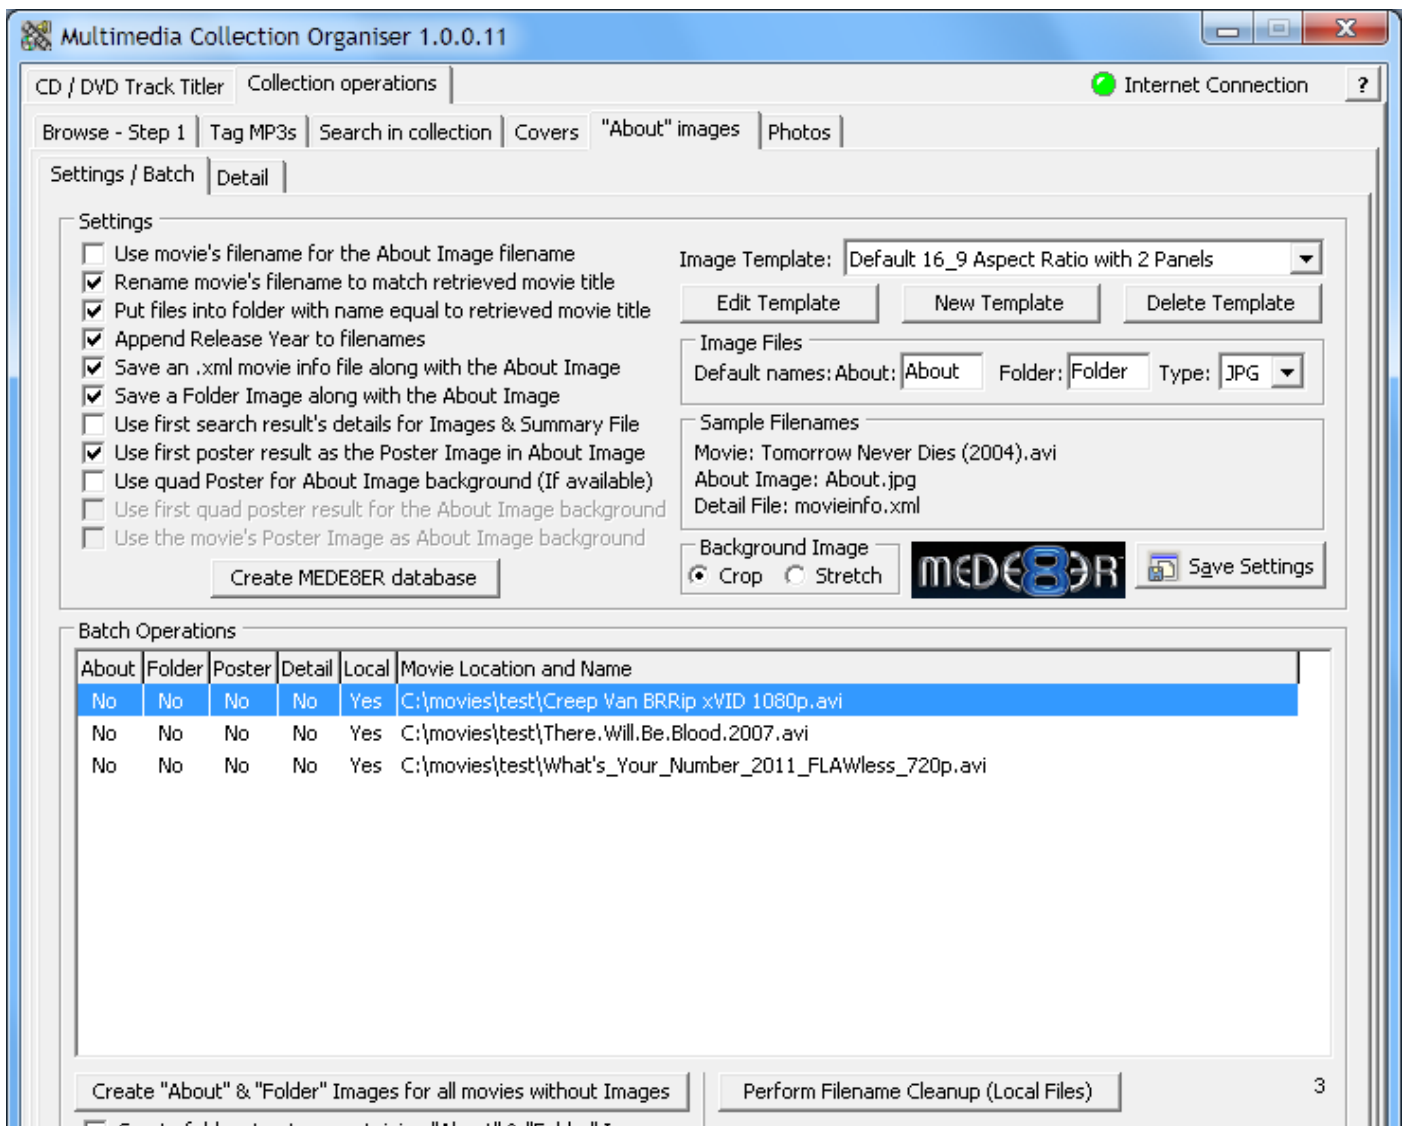 Multimedia Collection Organiser 1.0.0.11
CD / DVD Track Titler Collection operations Internet Connection ?
Browse - Step 1 Tag MP3s Search in collection Covers "About" images Photos
Settings / Batch Detail
Settings
Use movie's filename for the About Image filename
Rename movie's filename to match retrieved movie title
Put files into folder with name equal to retrieved movie title
Append Release Year to filenames
Save an .xml movie info file along with the About Image
Save a Folder Image along with the About Image
Use first search result's details for Images & Summary File
Use first poster result as the Poster Image in About Image
Use quad Poster for About Image background (If available)
Use first quad poster result for the About Image background
Use the movie's Poster Image as About Image background
Create MEDE8ER database
Image Template: Default 16_9 Aspect Ratio with 2 Panels
Edit Template New Template Delete Template
Image Files
Default names: About: About Folder: Folder Type: JPG
Sample Filenames
Movie: Tomorrow Never Dies (2004).avi
About Image: About.jpg
Detail File: movieinfo.xml
Background Image
Crop Stretch
MEDE8ER™
Save Settings
Batch Operations
About Folder Poster Detail Local Movie Location and Name
No No No No Yes C:\movies\test\Creep Van BRRip xVID 1080p.avi
No No No No Yes C:\movies\test\There.Will.Be.Blood.2007.avi
No No No No Yes C:\movies\test\What's_Your_Number_2011_FLAWless_720p.avi
Create "About" & "Folder" Images for all movies without Images Perform Filename Cleanup (Local Files) 3